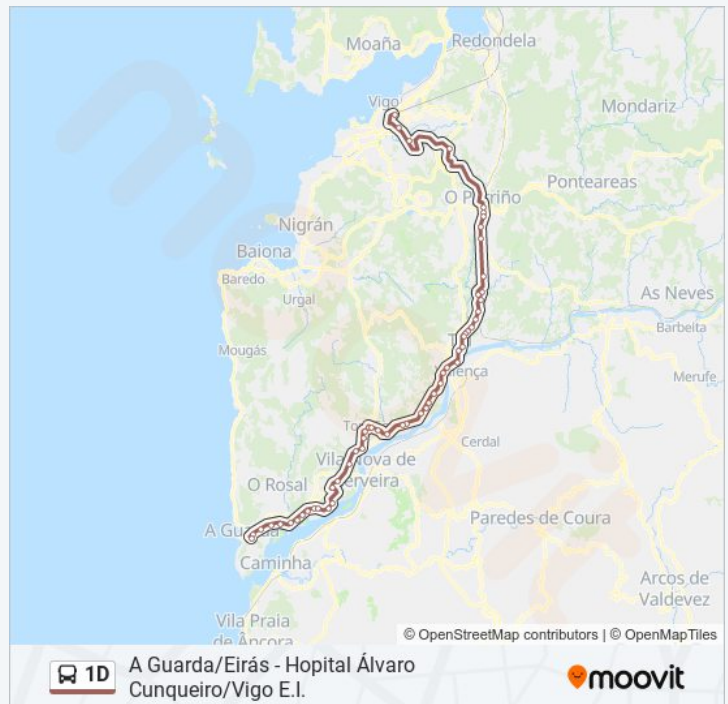 Moaña
Redondela
Vigo
Mondariz
Ponteareas
Nigrán
Baiona
Baredo
Urgal
As Neves
Barbeita
Mougás
Merufe
Cerdal
O Rosal
Paredes de Coura
Caminha
Arcos de
Valdevez
Vila Praia
de Âncora
© OpenStreetMap contributors | © OpenMapTiles
1D
A Guarda/Eirás - Hopital Álvaro
Cunqueiro/Vigo E.I.
moovit